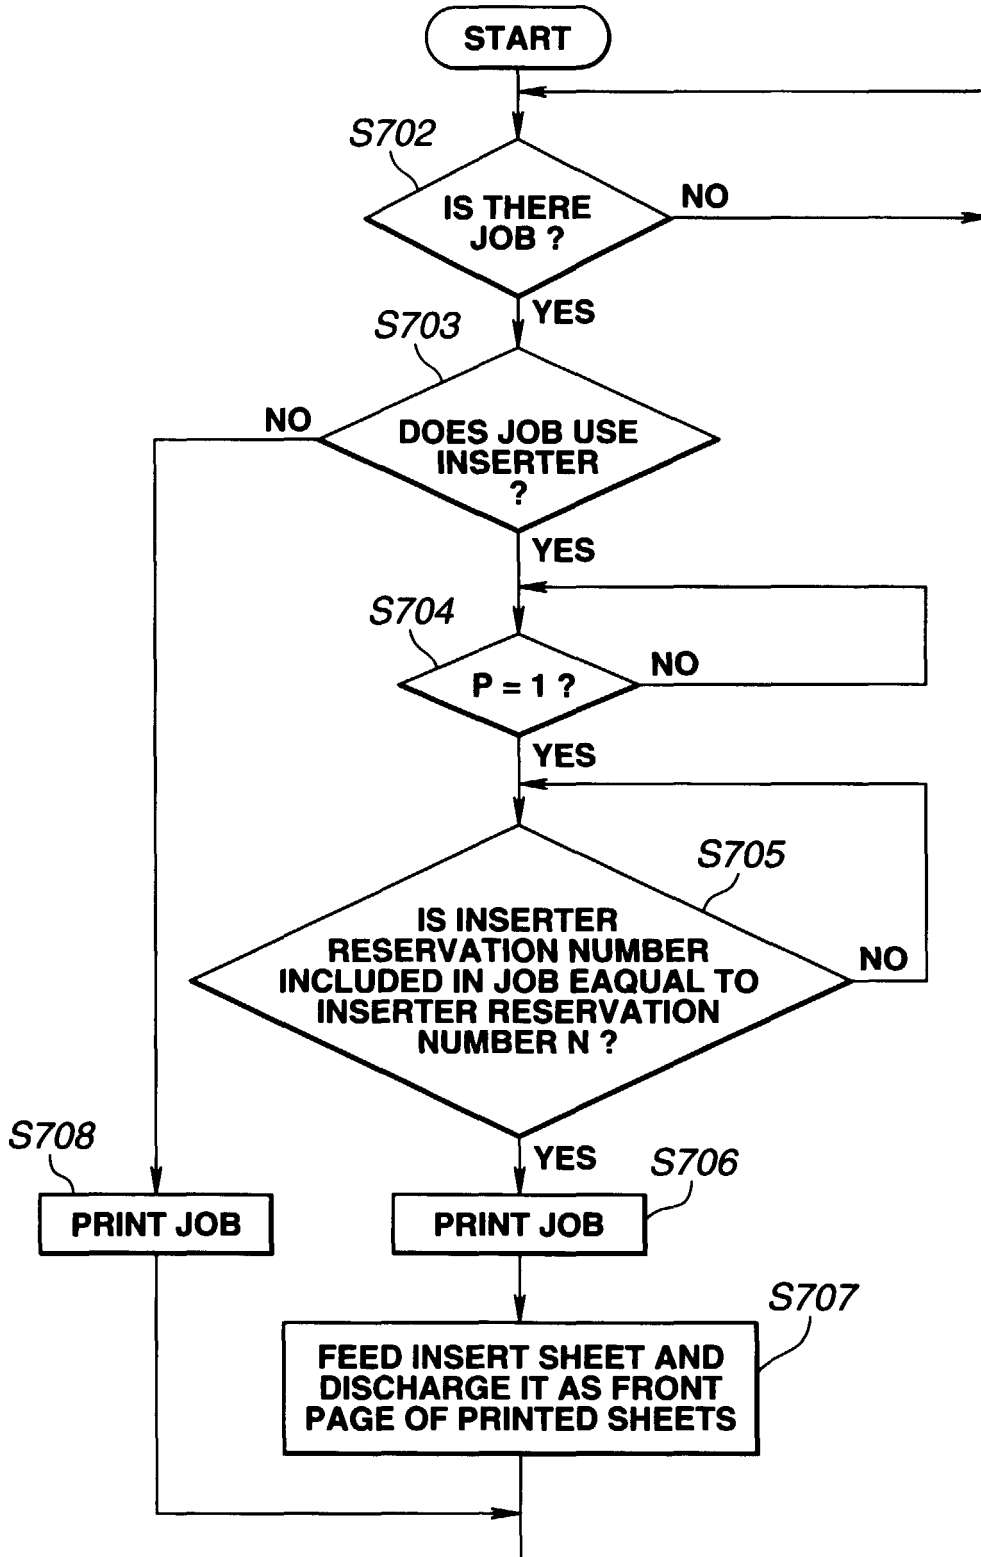 START
S702
IS THERE
JOB ?
NO
YES
S703
NO
DOES JOB USE
INSERTER
?
YES
S704
P = 1 ?
NO
YES
S705
IS INSERTER
RESERVATION NUMBER
INCLUDED IN JOB EAQUAL TO
INSERTER RESERVATION
NUMBER N ?
NO
YES
S708
PRINT JOB
S706
PRINT JOB
S707
FEED INSERT SHEET AND
DISCHARGE IT AS FRONT
PAGE OF PRINTED SHEETS